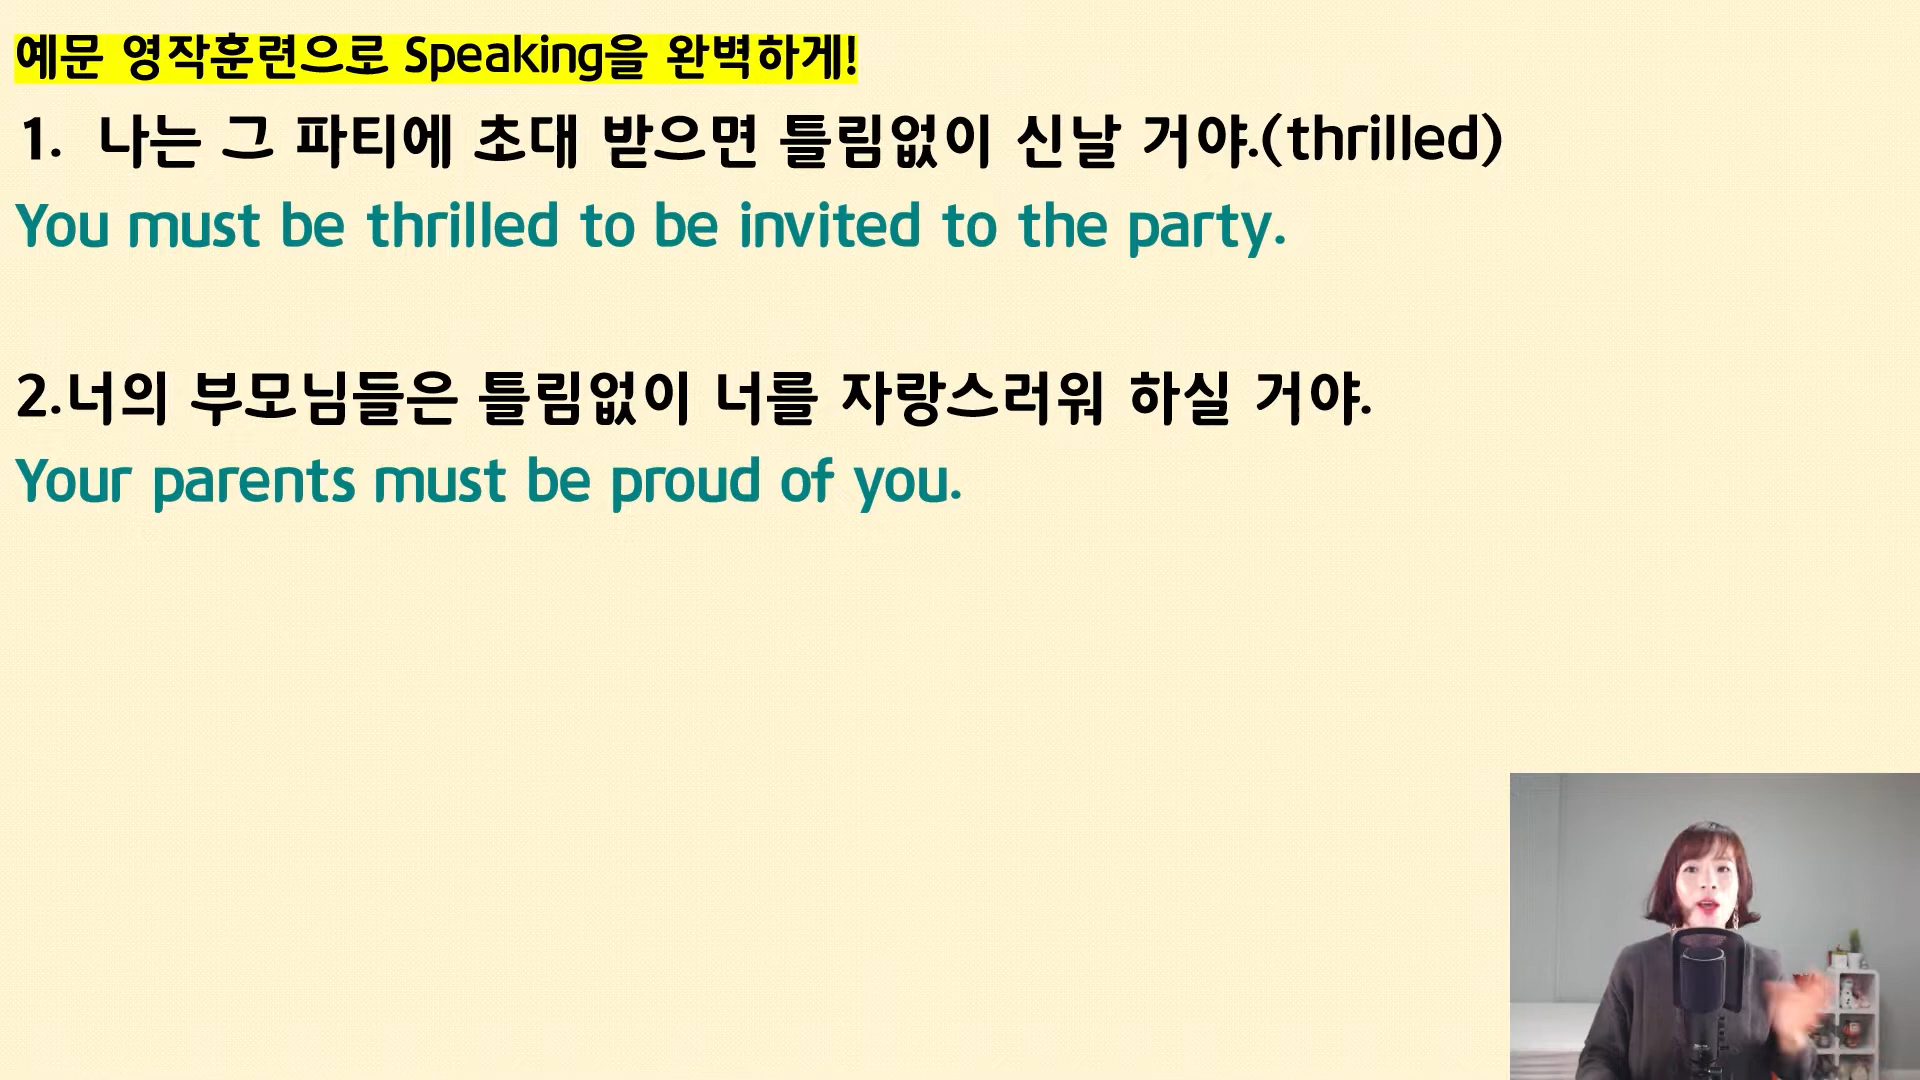 예문 영작훈련으로 Speaking을 완벽하게!
1. 나는 그 파티에 초대 받으면 틀림없이 신날 거야.(thrilled)
You must be thrilled to be invited to the party.
2.너의 부모님들은 틀림없이 너를 자랑스러워 하실 거야.
Your parents must be proud of you.